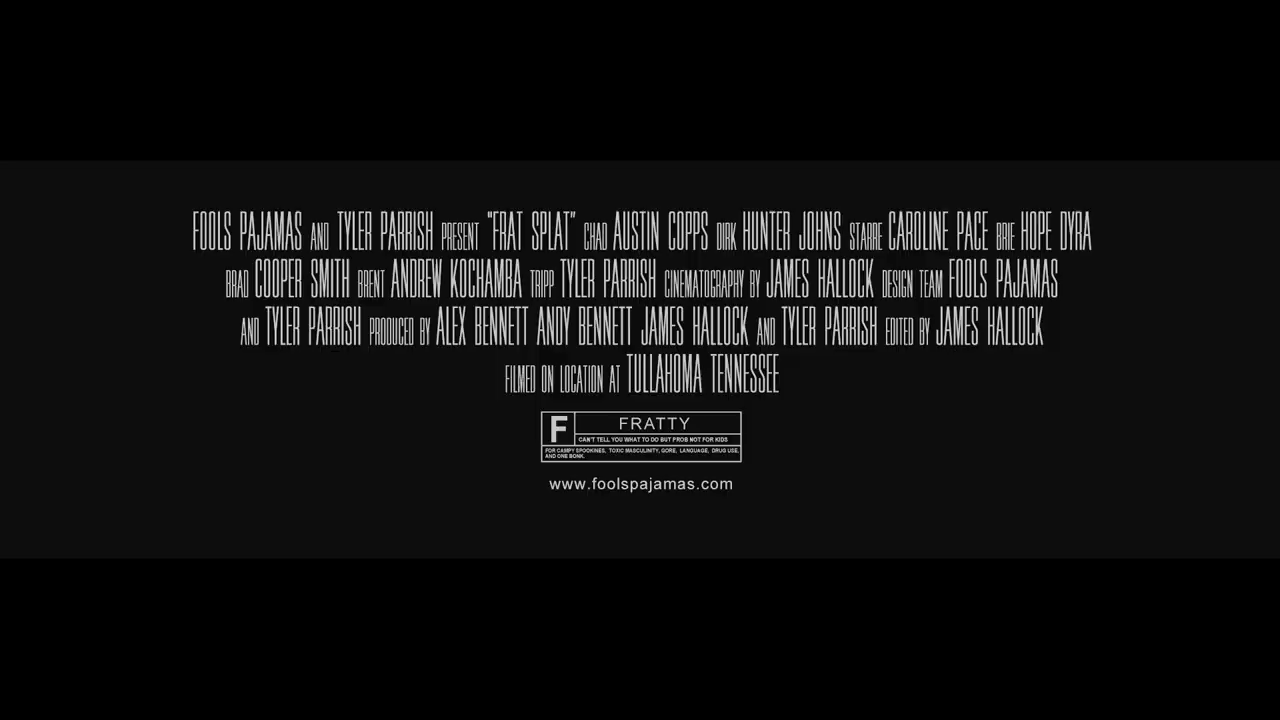 FOOLS PAJAMAS AND TYLER PARRISH PRESENT "FRAT SPLAT" CHAD AUSTIN COPPS DIRK HUNTER JOHNS STARRE CAROLINE PACE BRIE HOPE DYRA
BRAD COOPER SMITH BRENT ANDREW KOCHAMBA TRIPP TYLER PARRISH CINEMATOGRAPHY BY JAMES HALLOCK DESIGN TEAM FOOLS PAJAMAS
AND TYLER PARRISH PRODUCED BY ALEX BENNETT ANDY BENNETT JAMES HALLOCK AND TYLER PARRISH EDITED BY JAMES HALLOCK
FILMED ON LOCATION AT TULLAHOMA TENNESSEE
F FRATTY
CAN'T TELL YOU WHAT TO DO BUT PROB NOT FOR KIDS
FOR CAMPY SPOOKINES, TOXIC MASCULINITY, GORE, LANGUAGE, DRUG USE,
AND ONE BONK.
www.foolspajamas.com